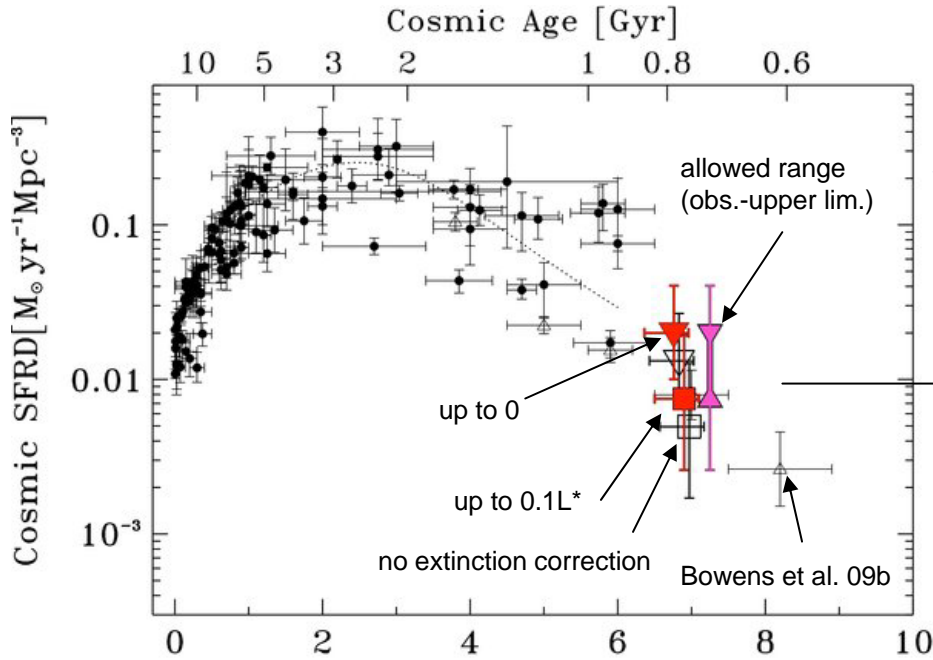 Cosmic Age [Gyr]
10 5 3 2 1 0.8 0.6
Cosmic SFRD[M⊙yr⁻¹Mpc⁻³]
allowed range
(obs.-upper lim.)
0.1
0.01
up to 0
up to 0.1L*
10⁻³
no extinction correction
Bowens et al. 09b
0 2 4 6 8 10